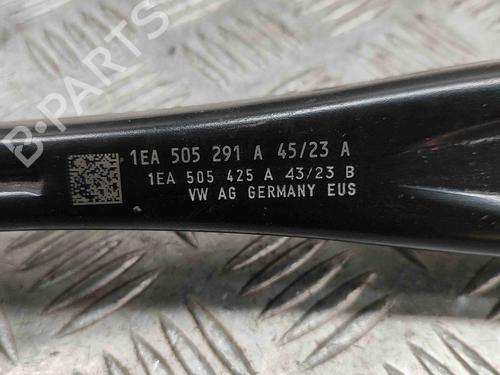 B-PARTS
1EA 505 291 A 45/23 A
1EA 505 425 A 43/23 B
VW AG GERMANY EUS